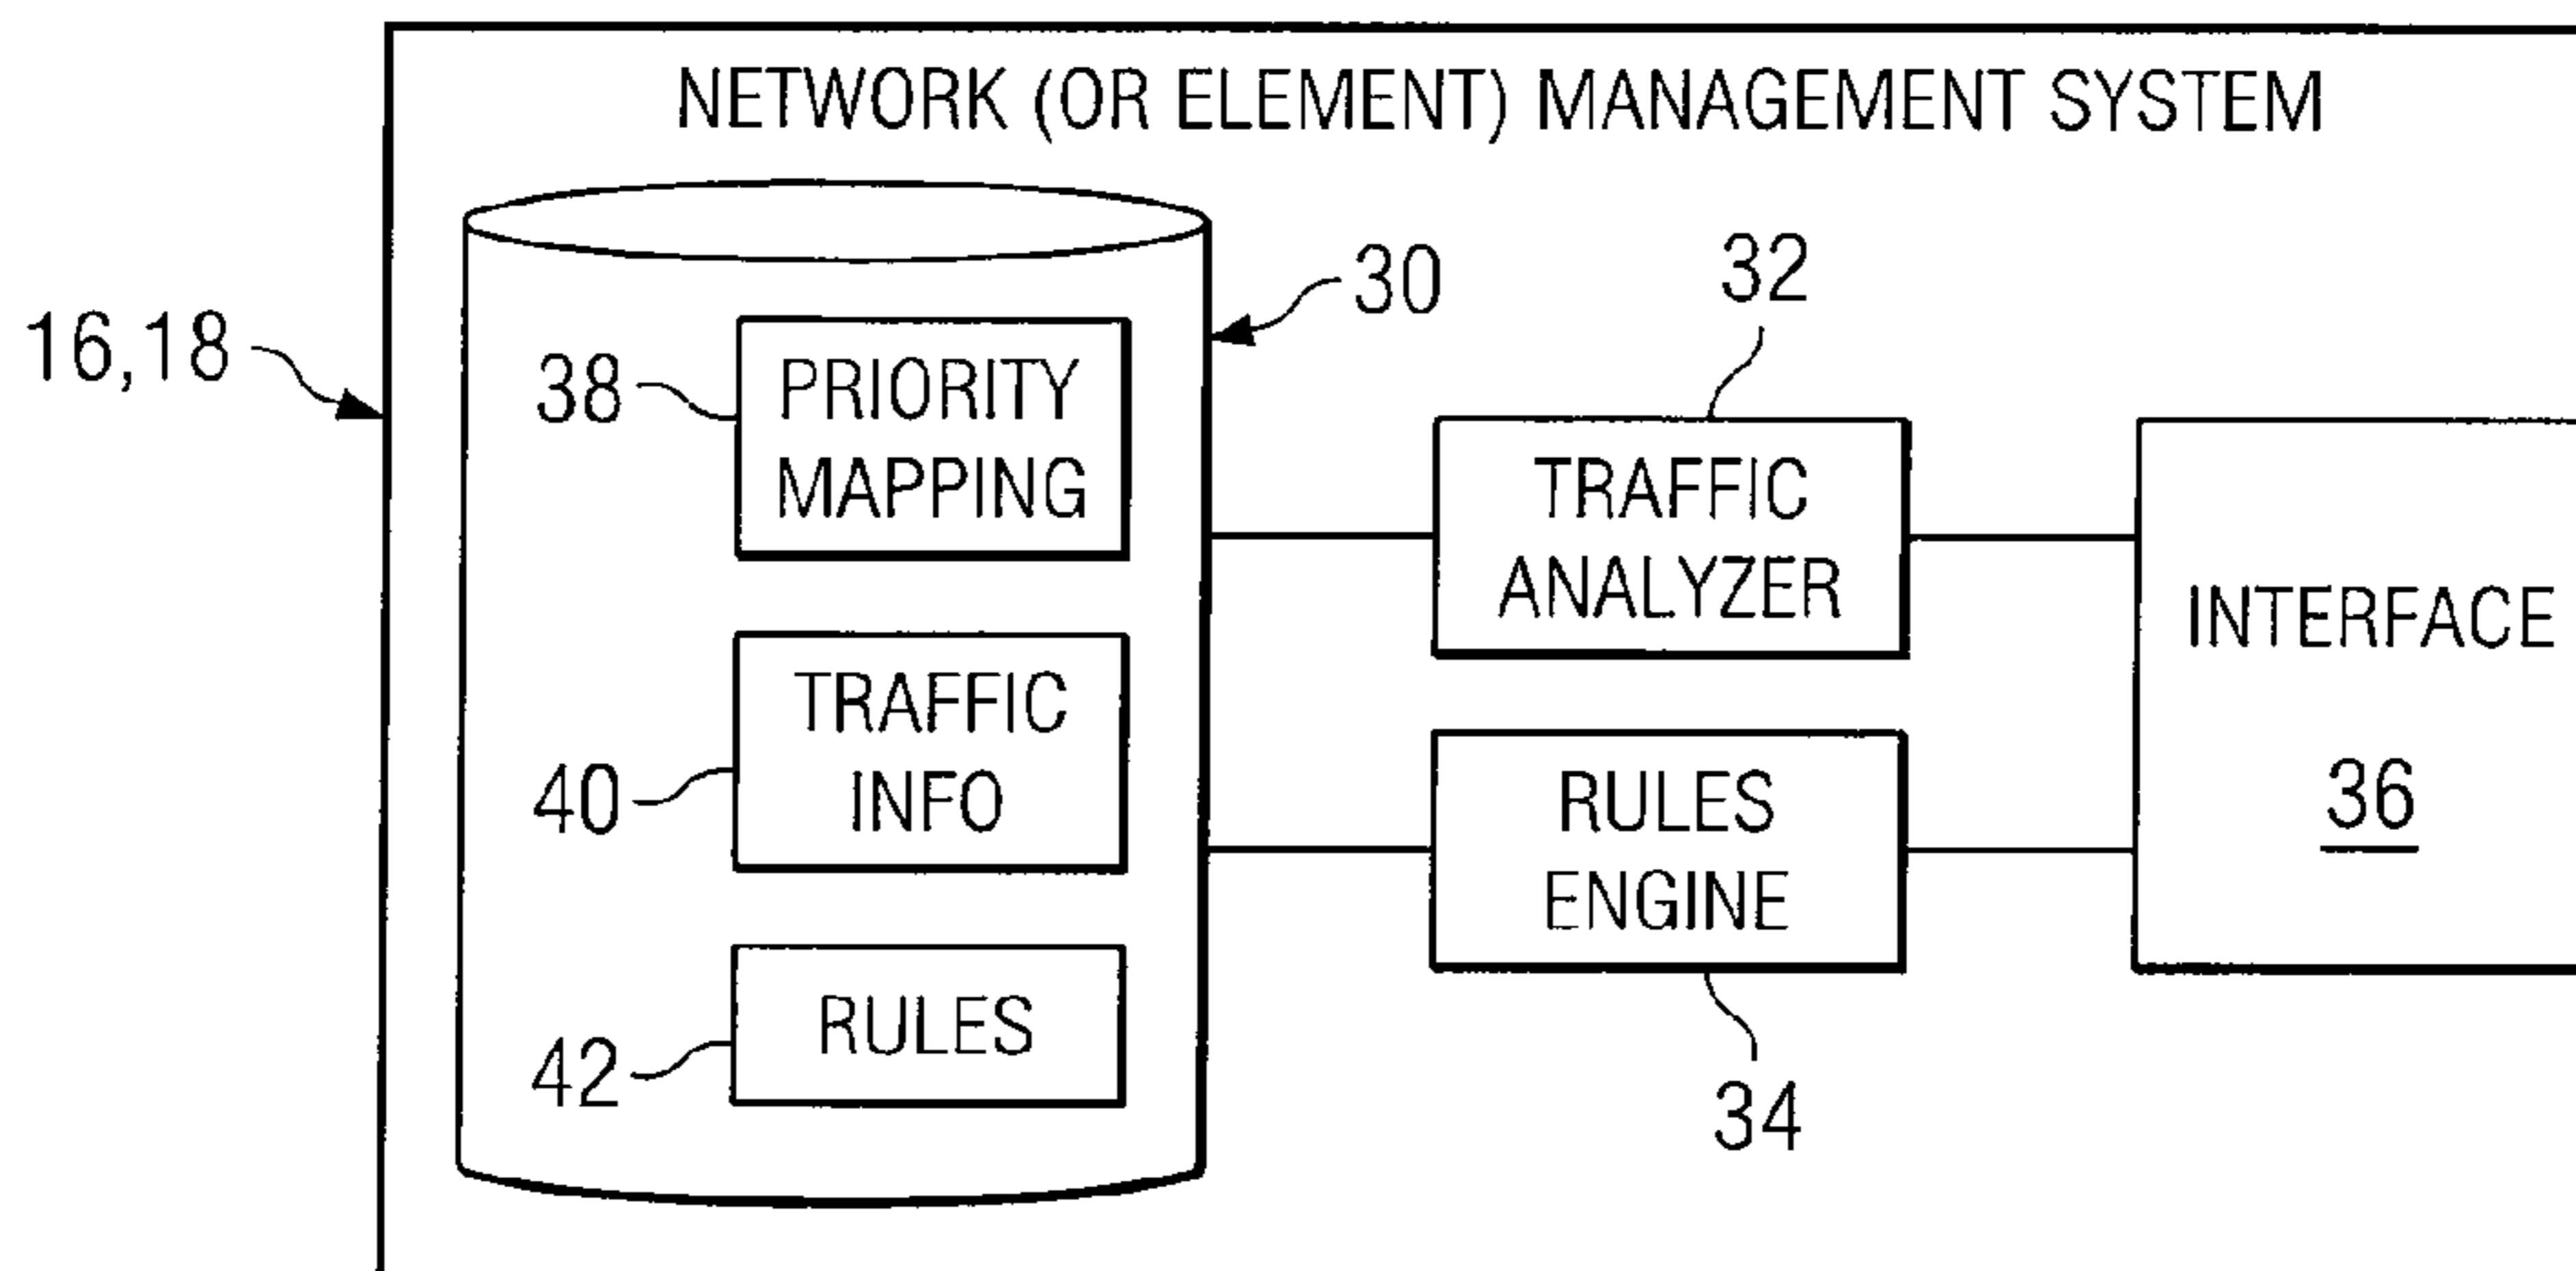 NETWORK (OR ELEMENT) MANAGEMENT SYSTEM
16,18
30
32
38
PRIORITY
MAPPING
TRAFFIC
ANALYZER
INTERFACE
36
40
TRAFFIC
INFO
RULES
ENGINE
34
42
RULES